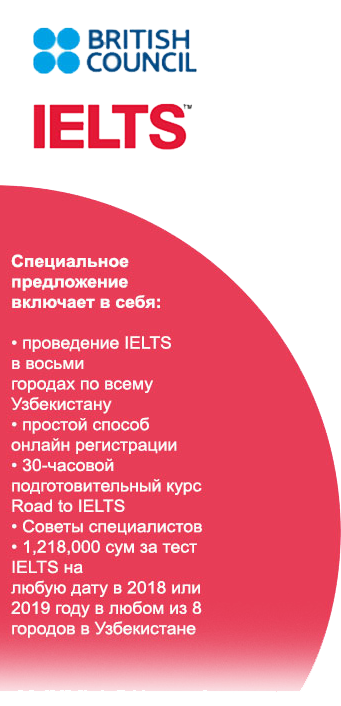 BRITISH
COUNCIL
IELTS™
Специальное
предложение
включает в себя:
• проведение IELTS
в восьми
городах по всему
Узбекистану
• простой способ
онлайн регистрации
• 30-часовой
подготовительный курс
Road to IELTS
• Советы специалистов
• 1,218,000 сум за тест
IELTS на
любую дату в 2018 или
2019 году в любом из 8
городов в Узбекистане